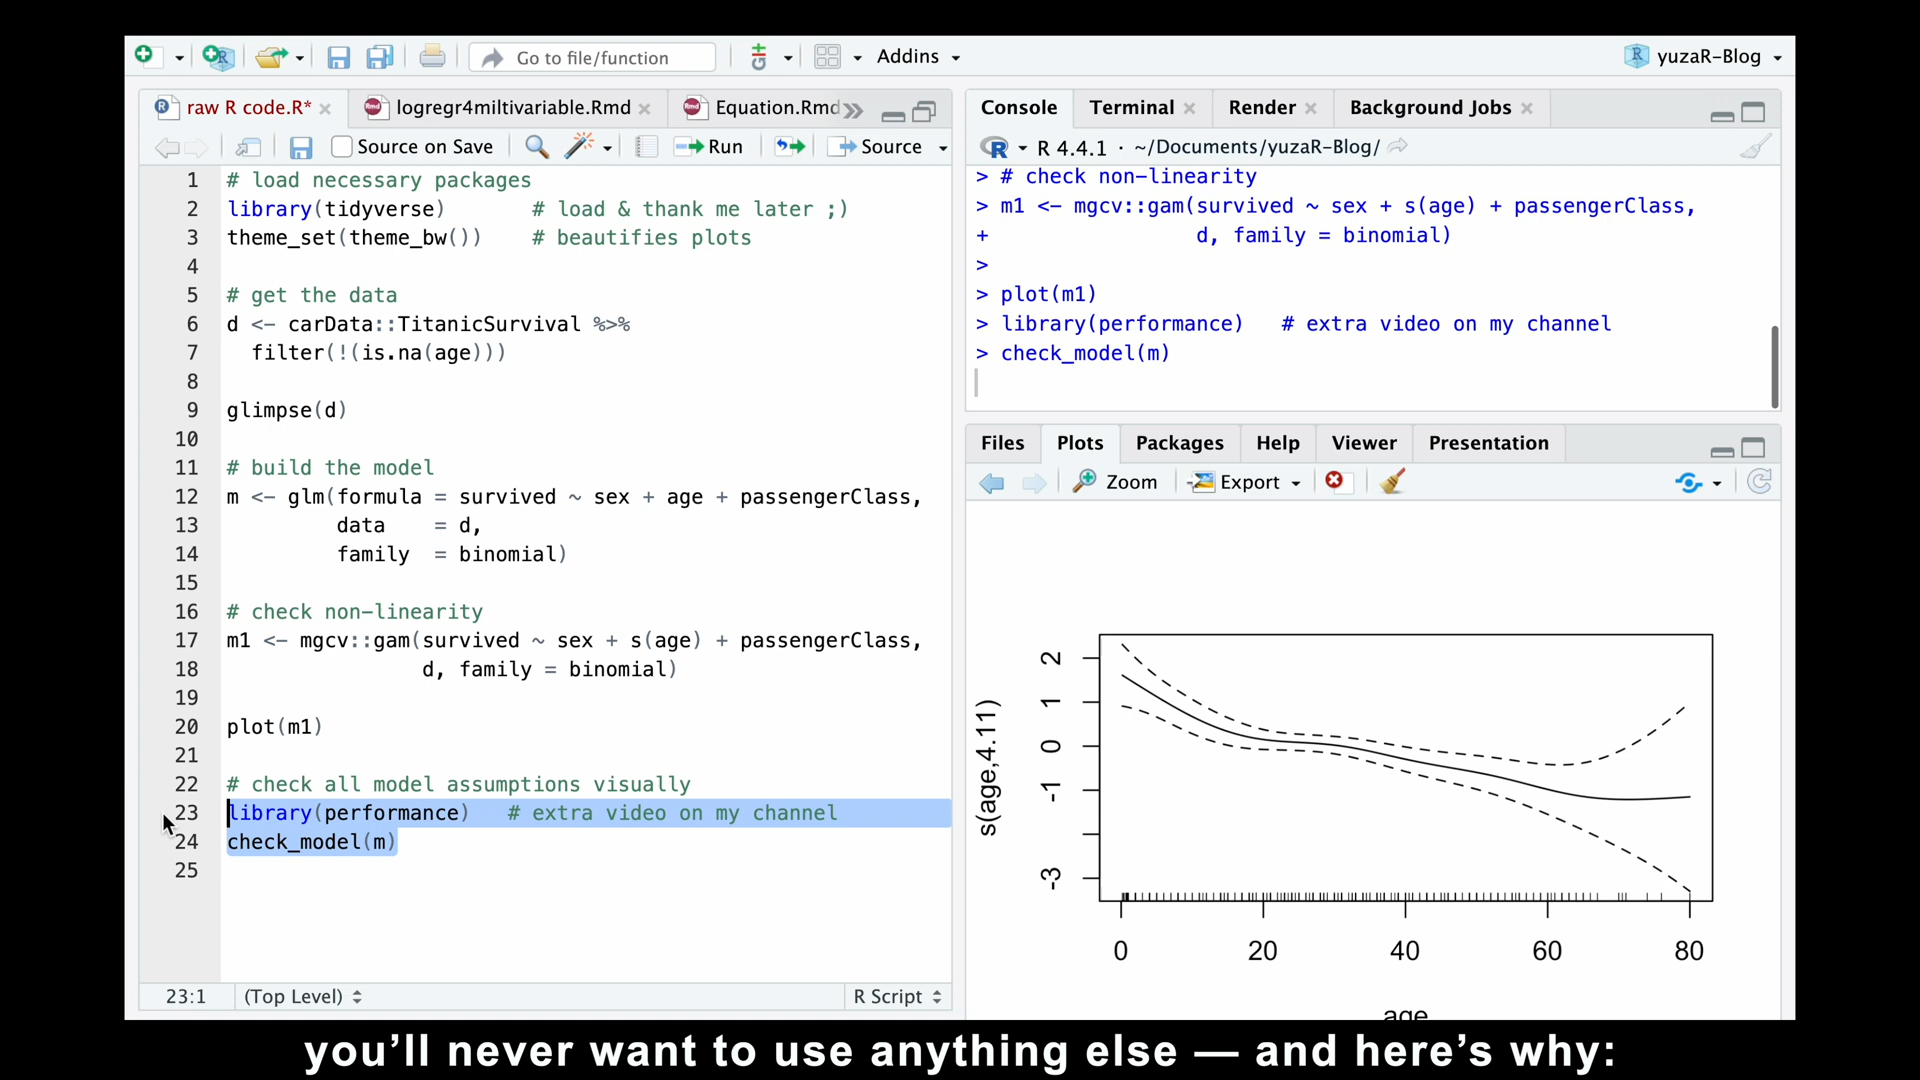 Go to file/function
Addins
yuzaR-Blog
raw R code.R*
logregr4miltivariable.Rmd
Equation.Rmd
Source on Save
Run
Source
1 # load necessary packages
2 library(tidyverse) # load & thank me later ;)
3 theme_set(theme_bw()) # beautifies plots
4
5 # get the data
6 d <- carData::TitanicSurvival %>%
7 filter(!(is.na(age)))
8
9 glimpse(d)
10
11 # build the model
12 m <- glm(formula = survived ~ sex + age + passengerClass,
13 data = d,
14 family = binomial)
15
16 # check non-linearity
17 m1 <- mgcv::gam(survived ~ sex + s(age) + passengerClass,
18 d, family = binomial)
19
20 plot(m1)
21
22 # check all model assumptions visually
23 library(performance) # extra video on my channel
24 check_model(m)
25
23:1 (Top Level) R Script
Console Terminal Render Background Jobs
R 4.4.1 · ~/Documents/yuzaR-Blog/
> # check non-linearity
> m1 <- mgcv::gam(survived ~ sex + s(age) + passengerClass,
+ d, family = binomial)
>
> plot(m1)
> library(performance) # extra video on my channel
> check_model(m)
Files Plots Packages Help Viewer Presentation
Zoom Export
s(age,4.11)
2
1
0
-1
-3
0 20 40 60 80
age
you'll never want to use anything else — and here's why: